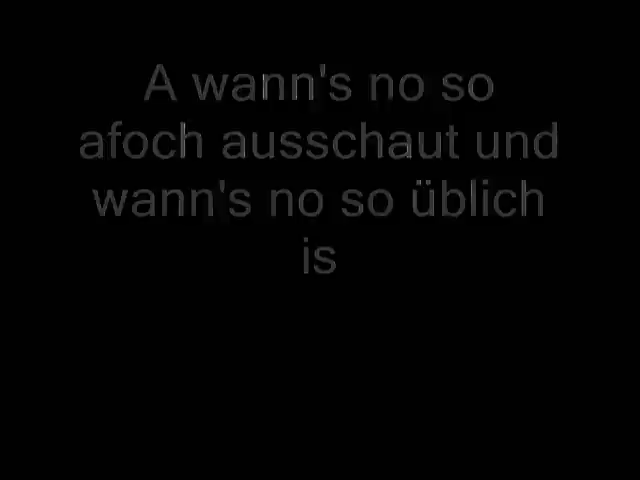 A wann's no so
afoch ausschaut und
wann's no so üblich
is